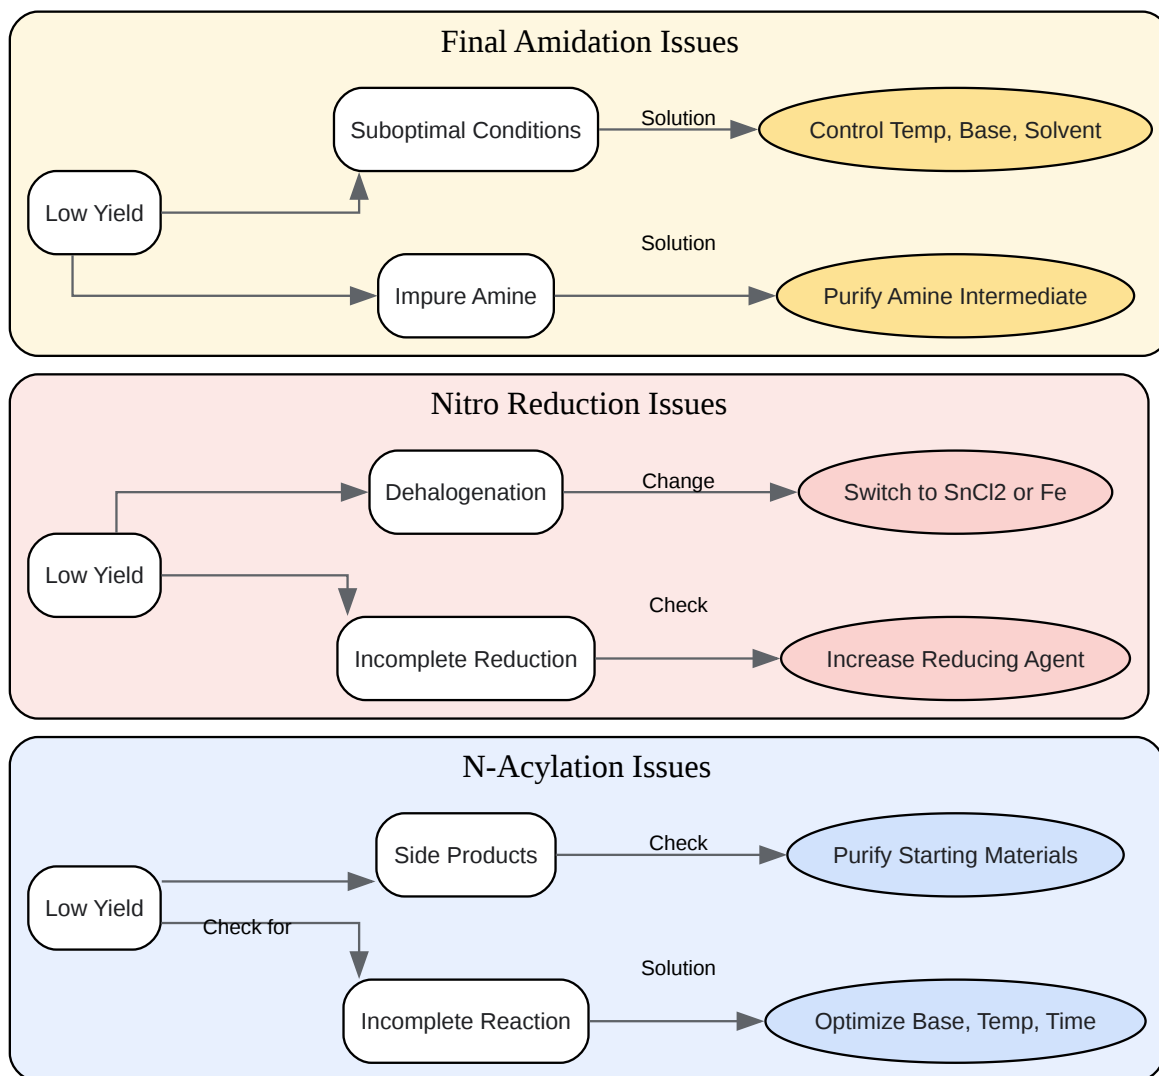 Final Amidation Issues
Suboptimal Conditions
Solution
Control Temp, Base, Solvent
Low Yield
Solution
Impure Amine
Purify Amine Intermediate
Nitro Reduction Issues
Dehalogenation
Change
Switch to SnCl2 or Fe
Low Yield
Check
Incomplete Reduction
Increase Reducing Agent
N-Acylation Issues
Side Products
Check
Purify Starting Materials
Low Yield
Check for
Solution
Incomplete Reaction
Optimize Base, Temp, Time